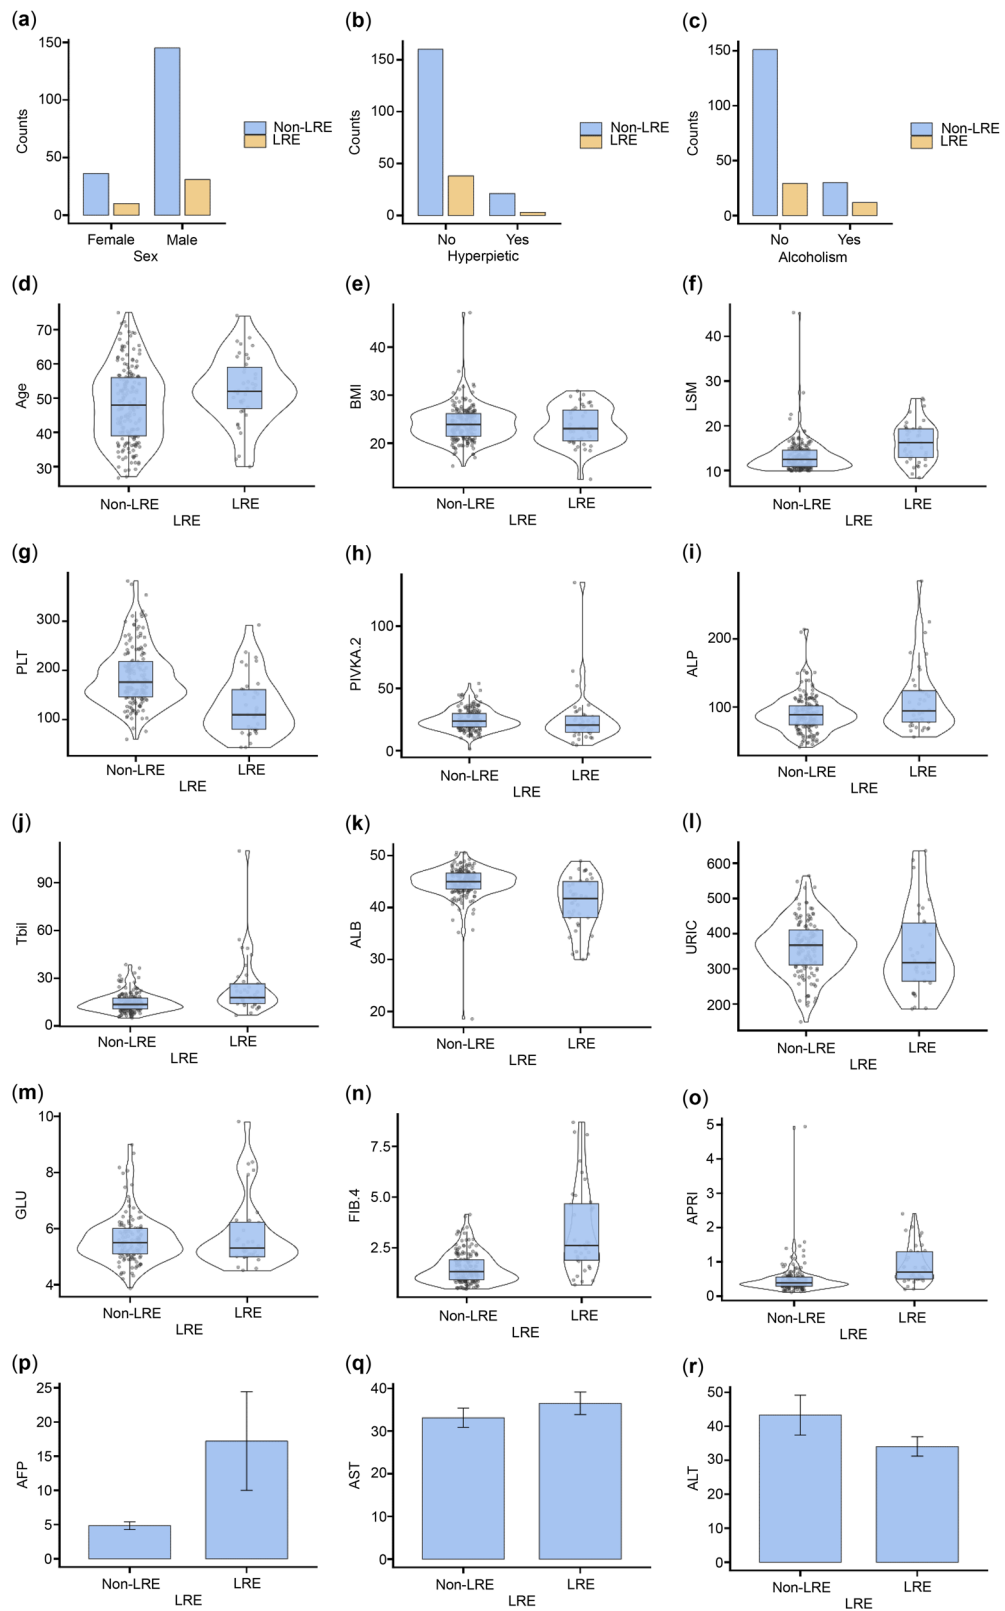 (a)
150
100
50
0
Counts
Female
Male
Sex
Non-LRE
LRE
(b)
150
100
50
0
Counts
No
Yes
Hyperpietic
Non-LRE
LRE
(c)
150
100
50
0
Counts
No
Yes
Alcoholism
Non-LRE
LRE
(d)
70
60
50
40
30
Age
Non-LRE
LRE
LRE
(e)
40
30
20
BMI
Non-LRE
LRE
LRE
(f)
40
30
20
10
LSM
Non-LRE
LRE
LRE
(g)
300
200
100
PLT
Non-LRE
LRE
LRE
(h)
100
50
0
PIVKA.2
Non-LRE
LRE
LRE
(i)
200
100
ALP
Non-LRE
LRE
LRE
(j)
90
60
30
0
Tbil
Non-LRE
LRE
LRE
(k)
50
40
30
20
ALB
Non-LRE
LRE
LRE
(l)
600
500
400
300
200
URIC
Non-LRE
LRE
LRE
(m)
10
8
6
4
GLU
Non-LRE
LRE
LRE
(n)
7.5
5.0
2.5
FIB.4
Non-LRE
LRE
LRE
(o)
5
4
3
2
1
0
APRI
Non-LRE
LRE
LRE
(p)
25
20
15
10
5
0
AFP
Non-LRE
LRE
LRE
(q)
40
30
20
10
0
AST
Non-LRE
LRE
LRE
(r)
50
40
30
20
10
0
ALT
Non-LRE
LRE
LRE